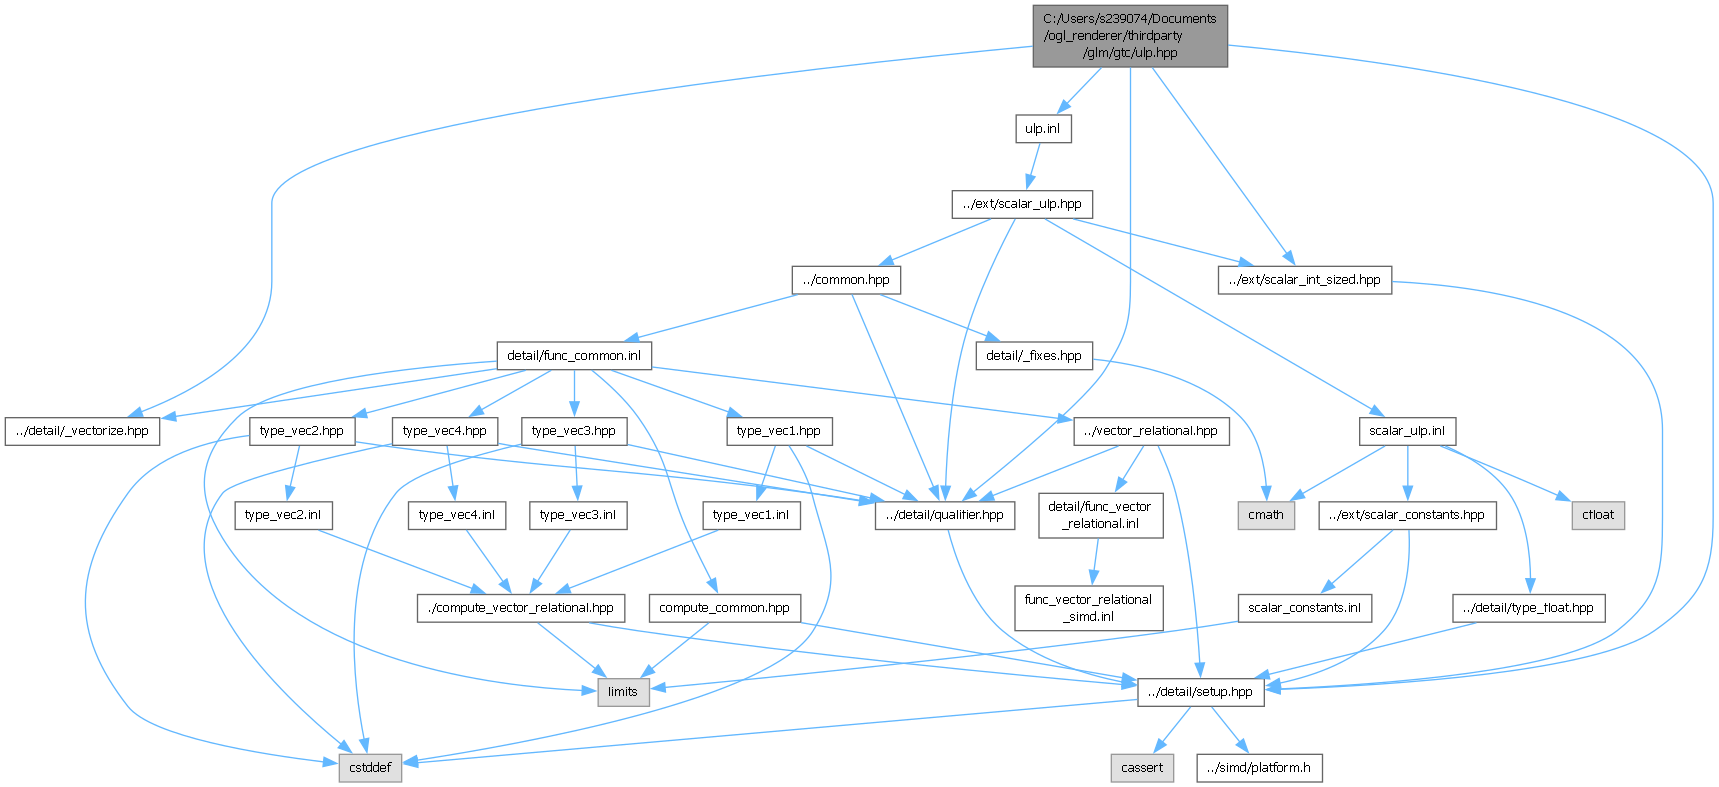 C:/Users/s239074/Documents
/ogl_renderer/thirdparty
/glm/gtc/ulp.hpp
ulp.inl
../ext/scalar_ulp.hpp
../common.hpp
../ext/scalar_int_sized.hpp
detail/func_common.inl
detail/_fixes.hpp
../detail/_vectorize.hpp
type_vec2.hpp
type_vec4.hpp
type_vec3.hpp
type_vec1.hpp
../vector_relational.hpp
scalar_ulp.inl
type_vec2.inl
type_vec4.inl
type_vec3.inl
type_vec1.inl
../detail/qualifier.hpp
detail/func_vector
_relational.inl
cmath
../ext/scalar_constants.hpp
cfloat
./compute_vector_relational.hpp
compute_common.hpp
func_vector_relational
_simd.inl
scalar_constants.inl
../detail/type_float.hpp
limits
../detail/setup.hpp
cstddef
cassert
../simd/platform.h